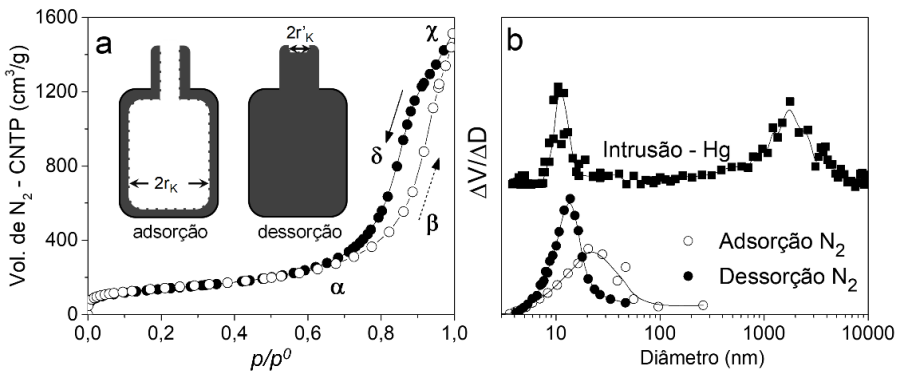 a
Vol. de N₂ - CNTP (cm³/g)
1600
1200
800
400
0
0,0
0,2
0,4
0,6
0,8
1,0
p/p⁰
2r_K
adsorção
2r'_K
dessorção
χ
δ
β
α
b
ΔV/ΔD
Intrusão - Hg
Adsorção N₂
Dessorção N₂
10
100
1000
10000
Diâmetro (nm)